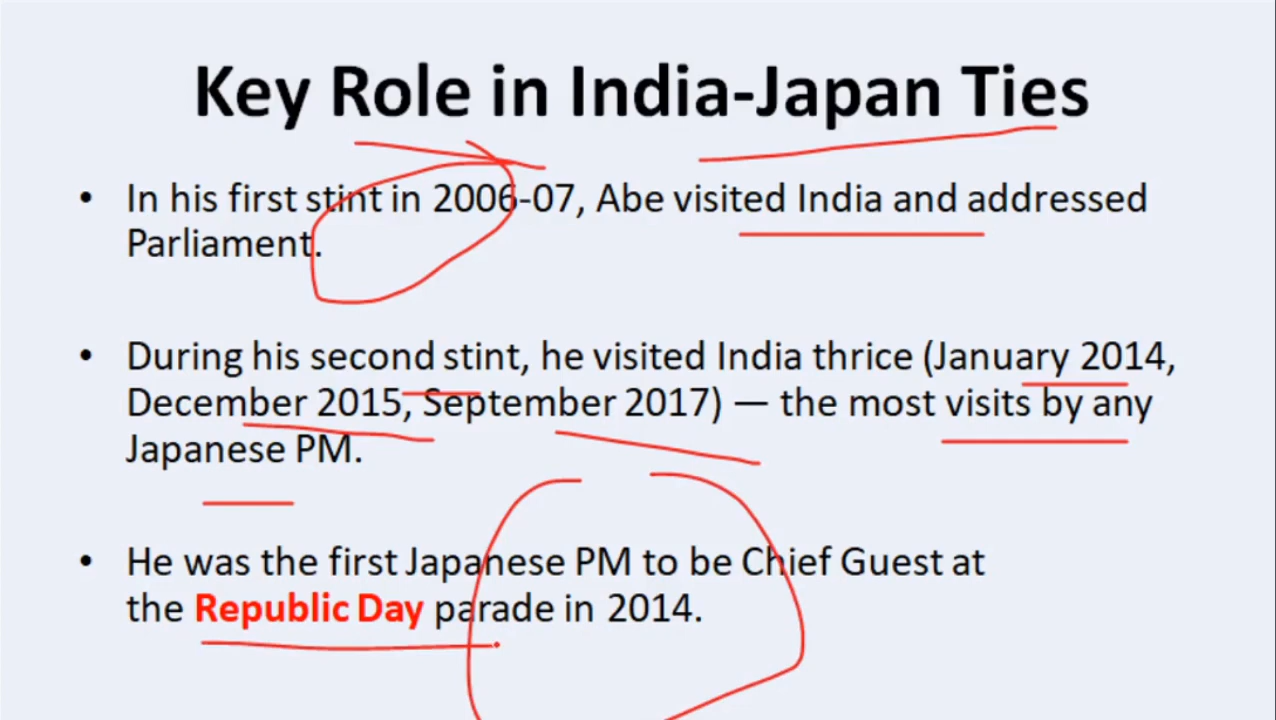 Key Role in India-Japan Ties
• In his first stint in 2006-07, Abe visited India and addressed
Parliament.
• During his second stint, he visited India thrice (January 2014,
December 2015, September 2017) — the most visits by any
Japanese PM.
• He was the first Japanese PM to be Chief Guest at
the Republic Day parade in 2014.